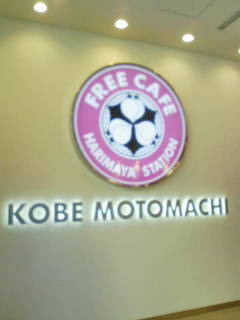 FREE CAFE
HARIMAYA STATION
KOBE MOTOMACHI